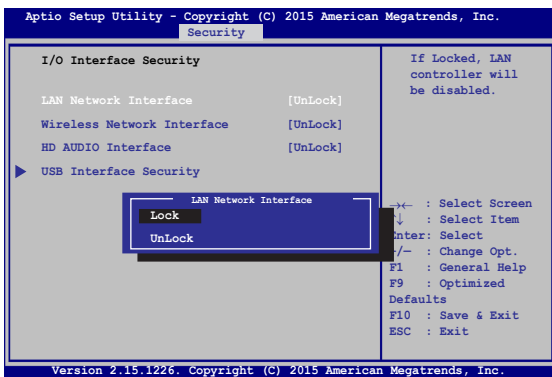 Aptio Setup Utility - Copyright (C) 2015 American Megatrends, Inc.
Security
I/O Interface Security
LAN Network Interface [UnLock]
Wireless Network Interface [UnLock]
HD AUDIO Interface [UnLock]
USB Interface Security
LAN Network Interface
Lock
UnLock
If Locked, LAN
controller will
be disabled.
→← : Select Screen
↑↓ : Select Item
Enter: Select
/— : Change Opt.
F1 : General Help
F9 : Optimized
Defaults
F10 : Save & Exit
ESC : Exit
Version 2.15.1226. Copyright (C) 2015 American Megatrends, Inc.